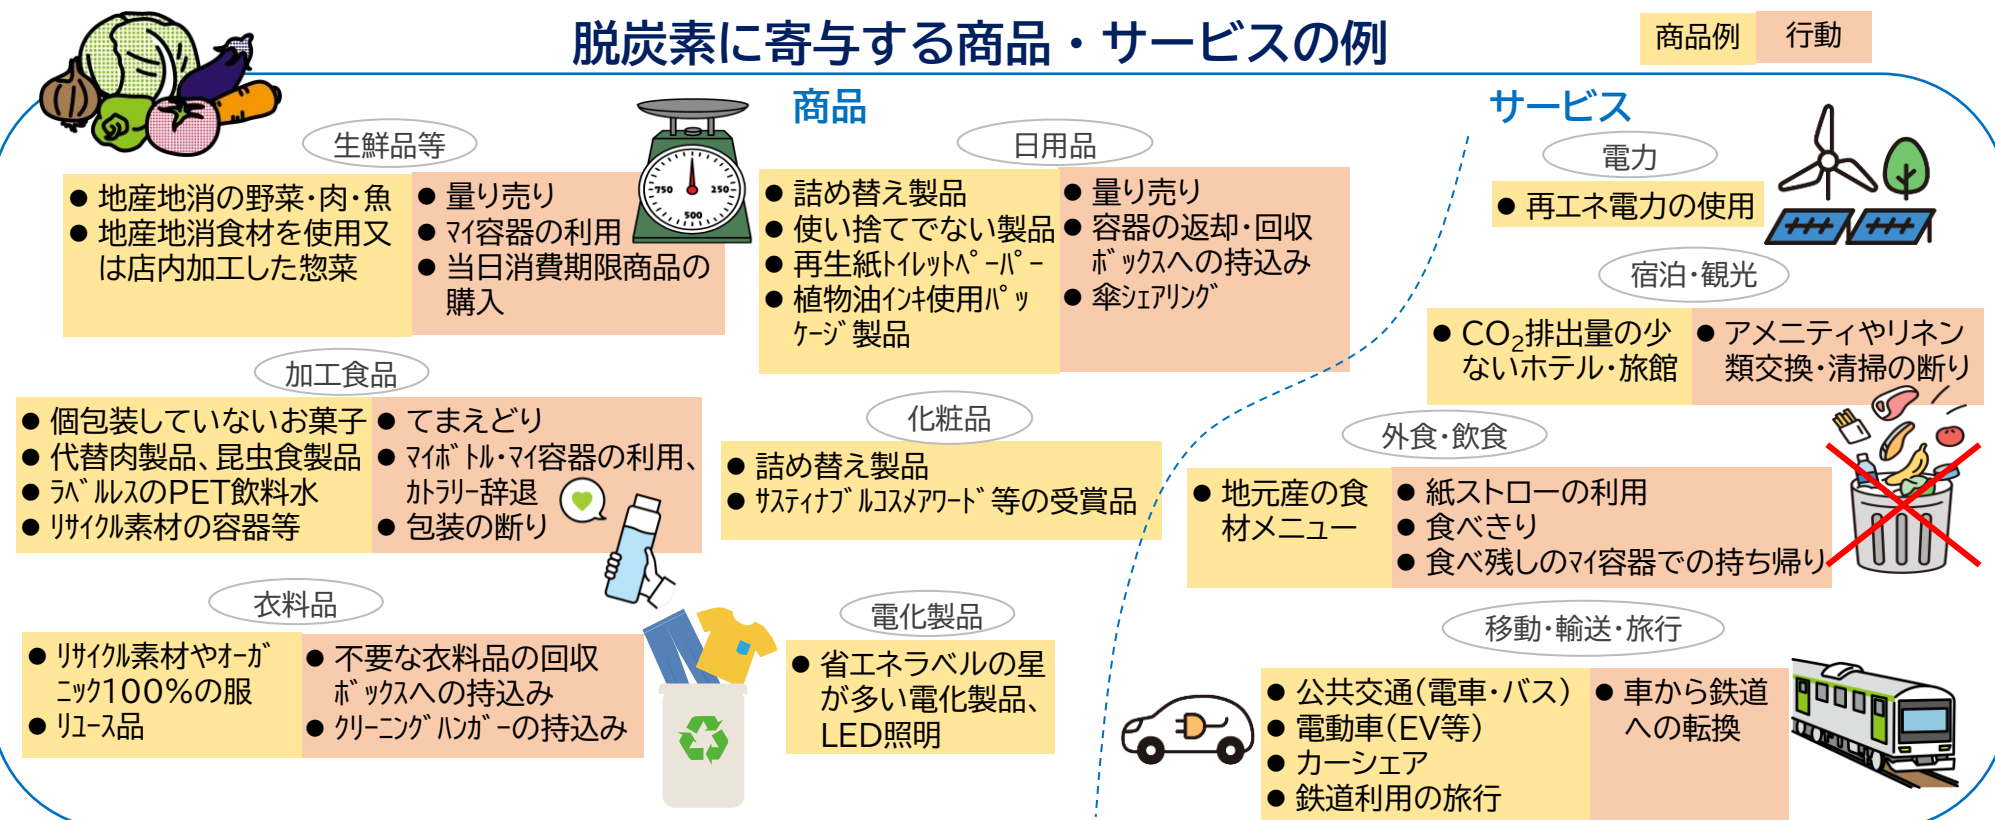 脱炭素に寄与する商品・サービスの例
商品例
行動
商品
サービス
生鮮品等
● 地産地消の野菜・肉・魚
● 地産地消食材を使用又
は店内加工した惣菜
● 量り売り
● ﾏｲ容器の利用
● 当日消費期限商品の
購入
750
250
500
日用品
● 詰め替え製品
● 使い捨てでない製品
● 再生紙ﾄｲﾚｯﾄﾍﾟｰﾊﾟｰ
● 植物油ｲﾝｷ使用ﾊﾟｯ
ｹｰｼﾞ製品
● 量り売り
● 容器の返却・回収
ﾎﾞｯｸｽへの持込み
● 傘ｼｪｱﾘﾝｸﾞ
電力
● 再エネ電力の使用
宿泊・観光
● CO₂排出量の少
ないホテル・旅館
● アメニティやリネン
類交換・清掃の断り
加工食品
● 個包装していないお菓子
● 代替肉製品、昆虫食製品
● ﾗﾍﾞﾙﾚｽのPET飲料水
● ﾘｻｲｸﾙ素材の容器等
● てまえどり
● ﾏｲﾎﾞﾄﾙ・ﾏｲ容器の利用、
ｶﾄﾗﾘｰ辞退
● 包装の断り
化粧品
● 詰め替え製品
● ｻｽﾃｨﾅﾌﾞﾙｺｽﾒｱﾜｰﾄﾞ等の受賞品
外食・飲食
● 地元産の食
材メニュー
● 紙ストローの利用
● 食べきり
● 食べ残しのﾏｲ容器での持ち帰り
衣料品
● ﾘｻｲｸﾙ素材やｵｰｶﾞ
ﾆｯｸ100%の服
● ﾘﾕｰｽ品
● 不要な衣料品の回収
ﾎﾞｯｸｽへの持込み
● ｸﾘｰﾆﾝｸﾞﾊﾝｶﾞｰの持込み
電化製品
● 省エネラベルの星
が多い電化製品、
LED照明
移動・輸送・旅行
● 公共交通(電車・バス)
● 電動車(EV等)
● カーシェア
● 鉄道利用の旅行
● 車から鉄道
への転換